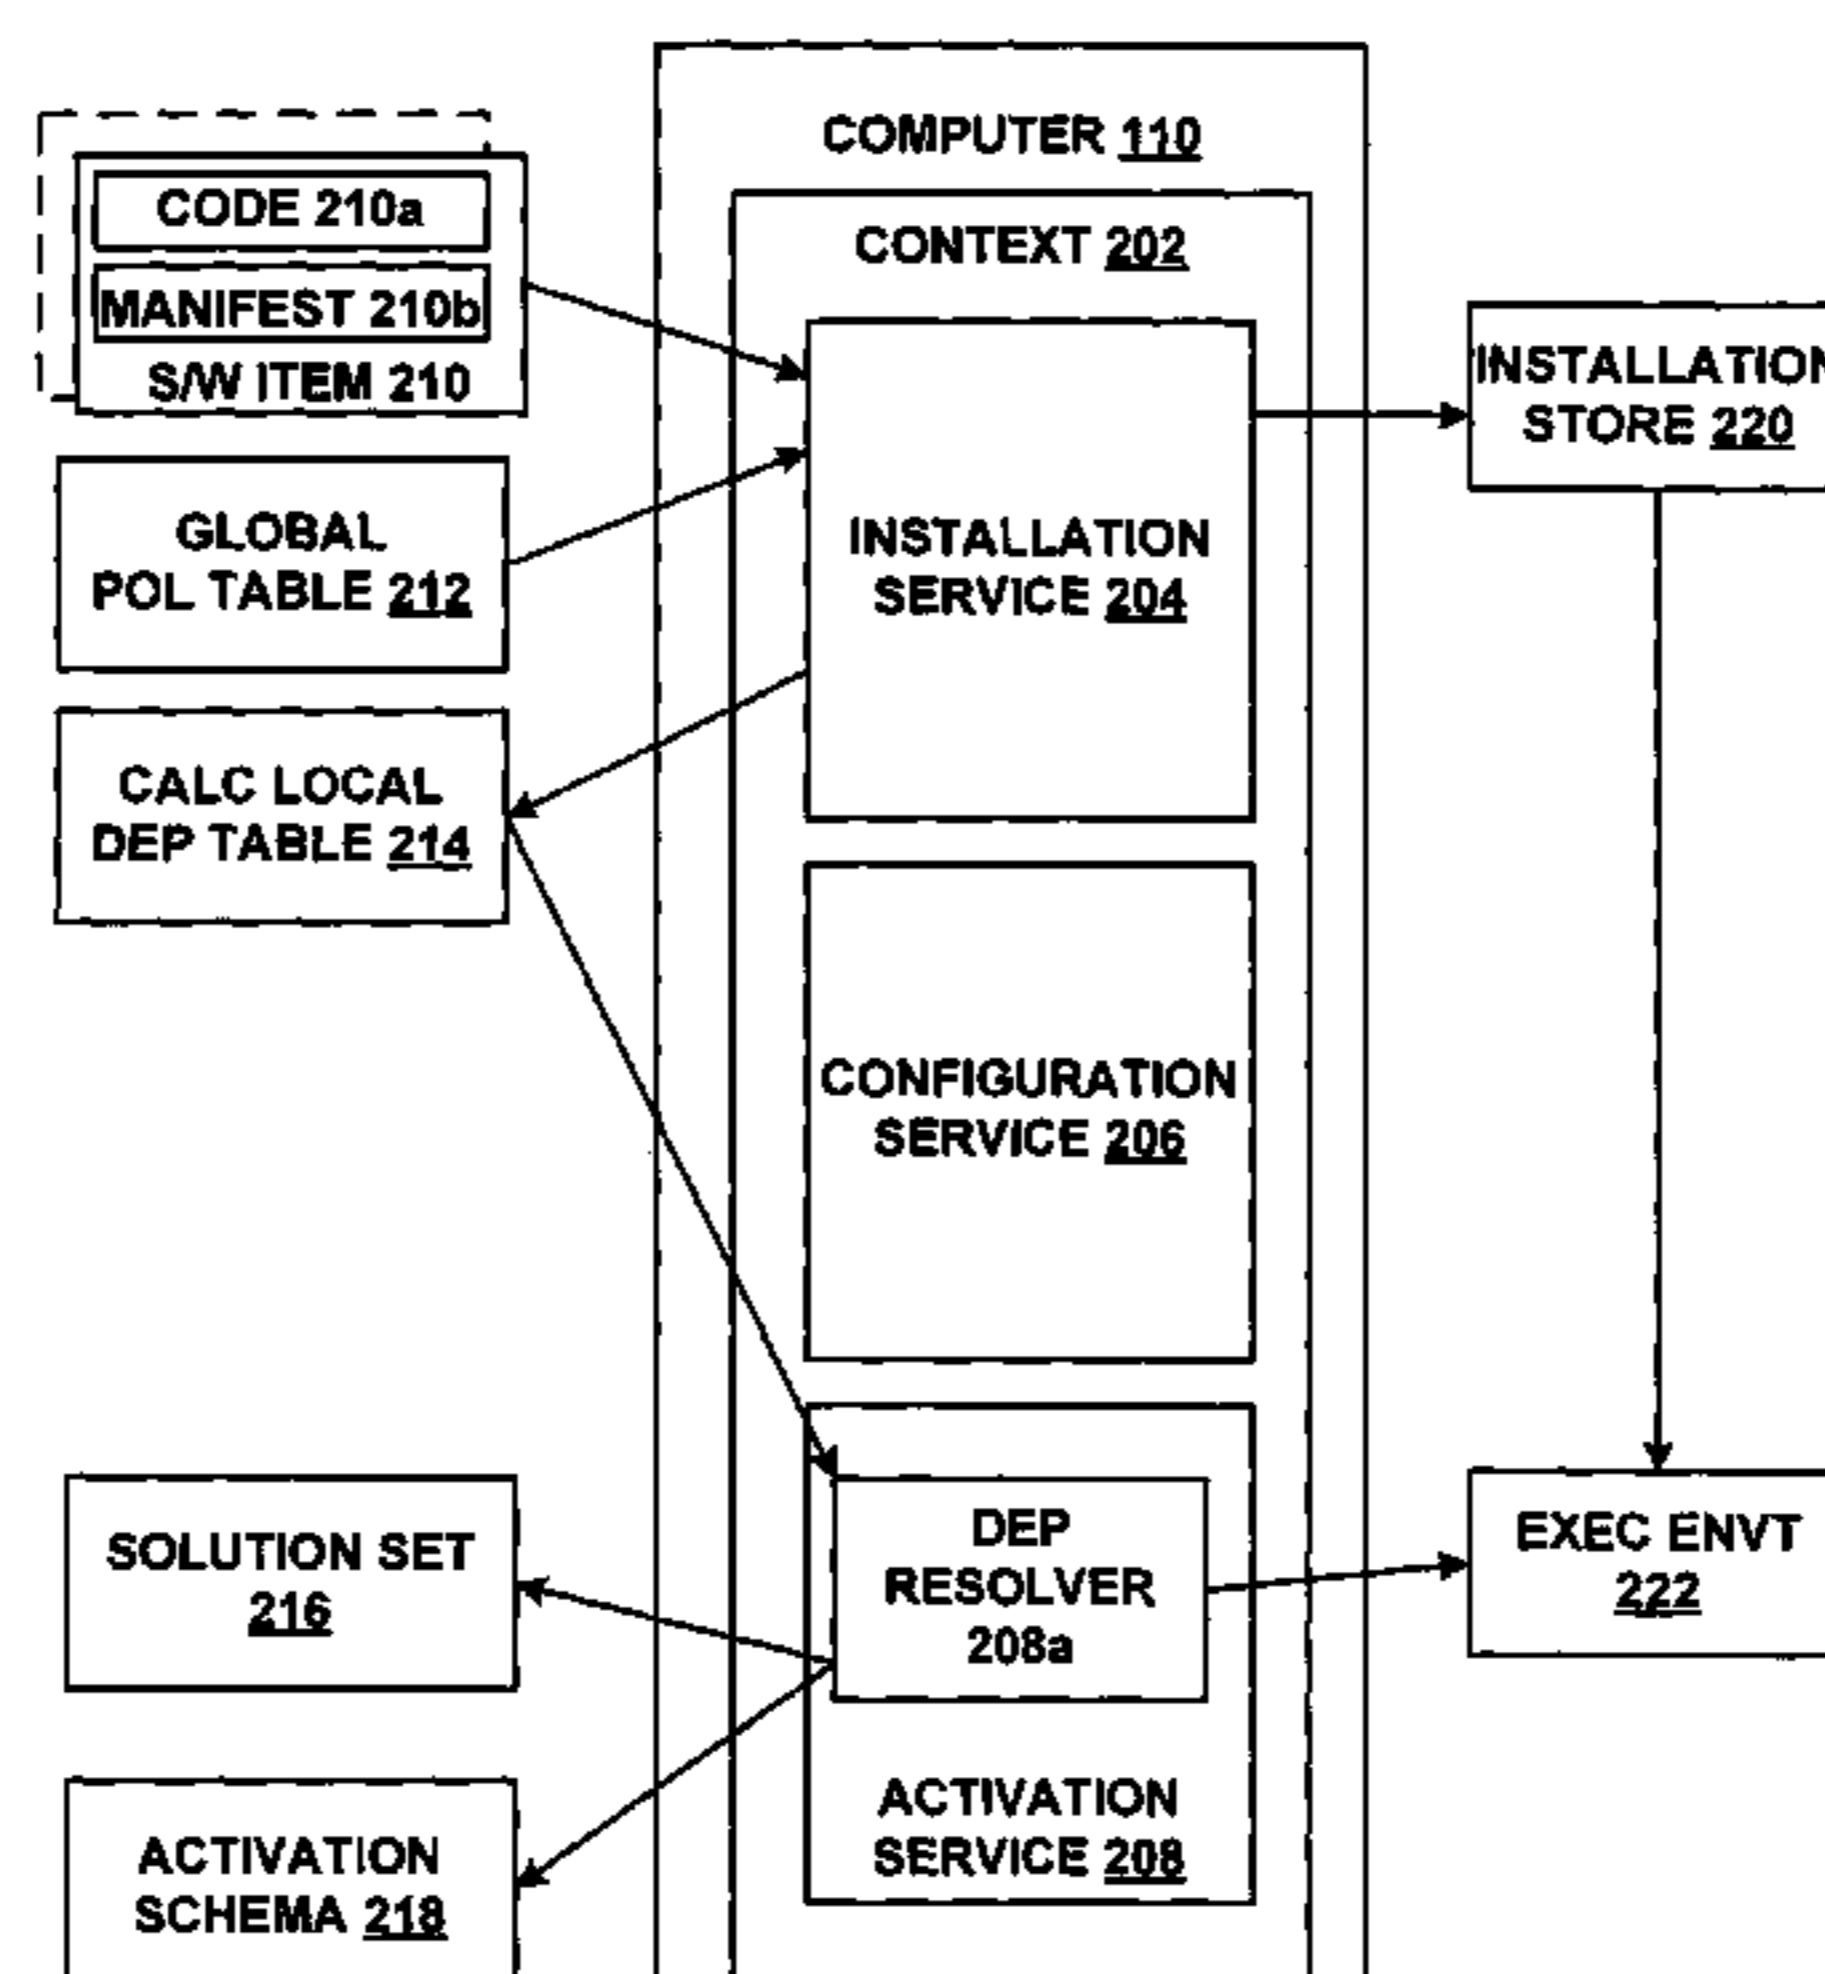 COMPUTER 110
CODE 210a
MANIFEST 210b
S/W ITEM 210
CONTEXT 202
INSTALLATION
STORE 220
GLOBAL
POL TABLE 212
INSTALLATION
SERVICE 204
CALC LOCAL
DEP TABLE 214
CONFIGURATION
SERVICE 206
SOLUTION SET
216
DEP
RESOLVER
208a
EXEC ENVT
222
ACTIVATION
SERVICE 208
ACTIVATION
SCHEMA 218